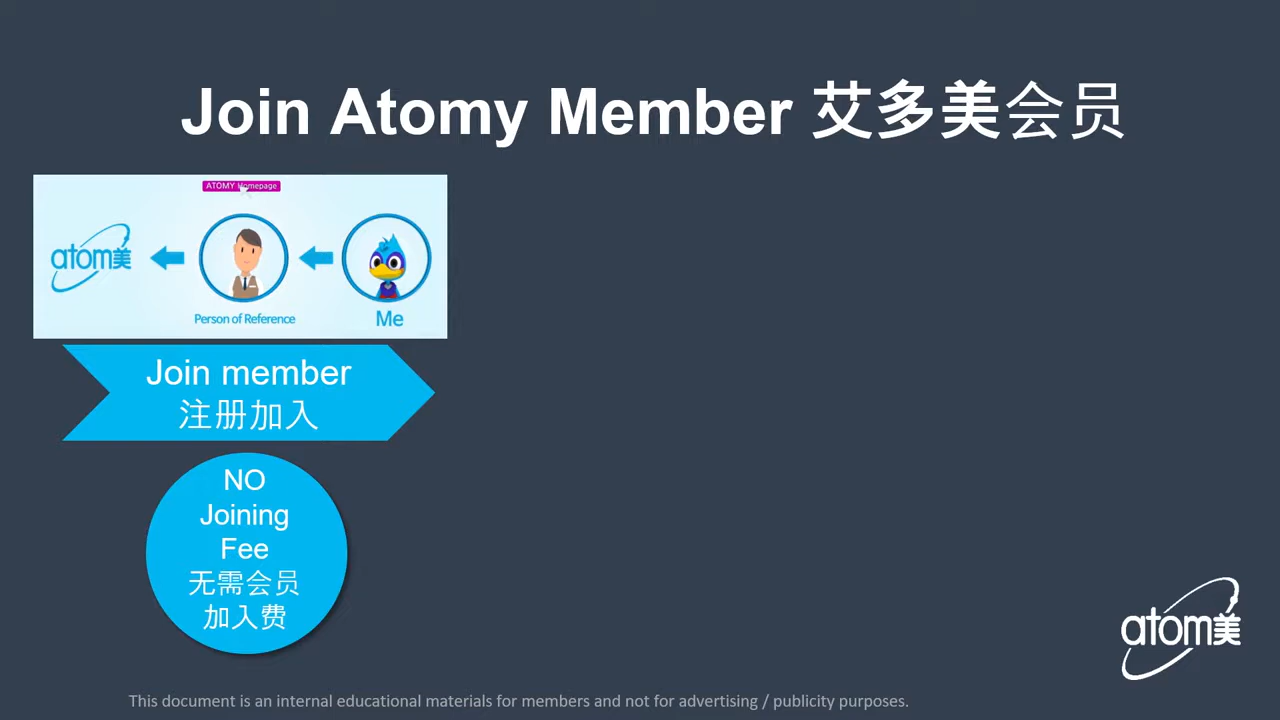 Join Atomy Member 艾多美会员
ATOMY Homepage
atom美
Person of Reference
Me
Join member
注册加入
NO
Joining
Fee
无需会员
加入费
atom美
This document is an internal educational materials for members and not for advertising / publicity purposes.